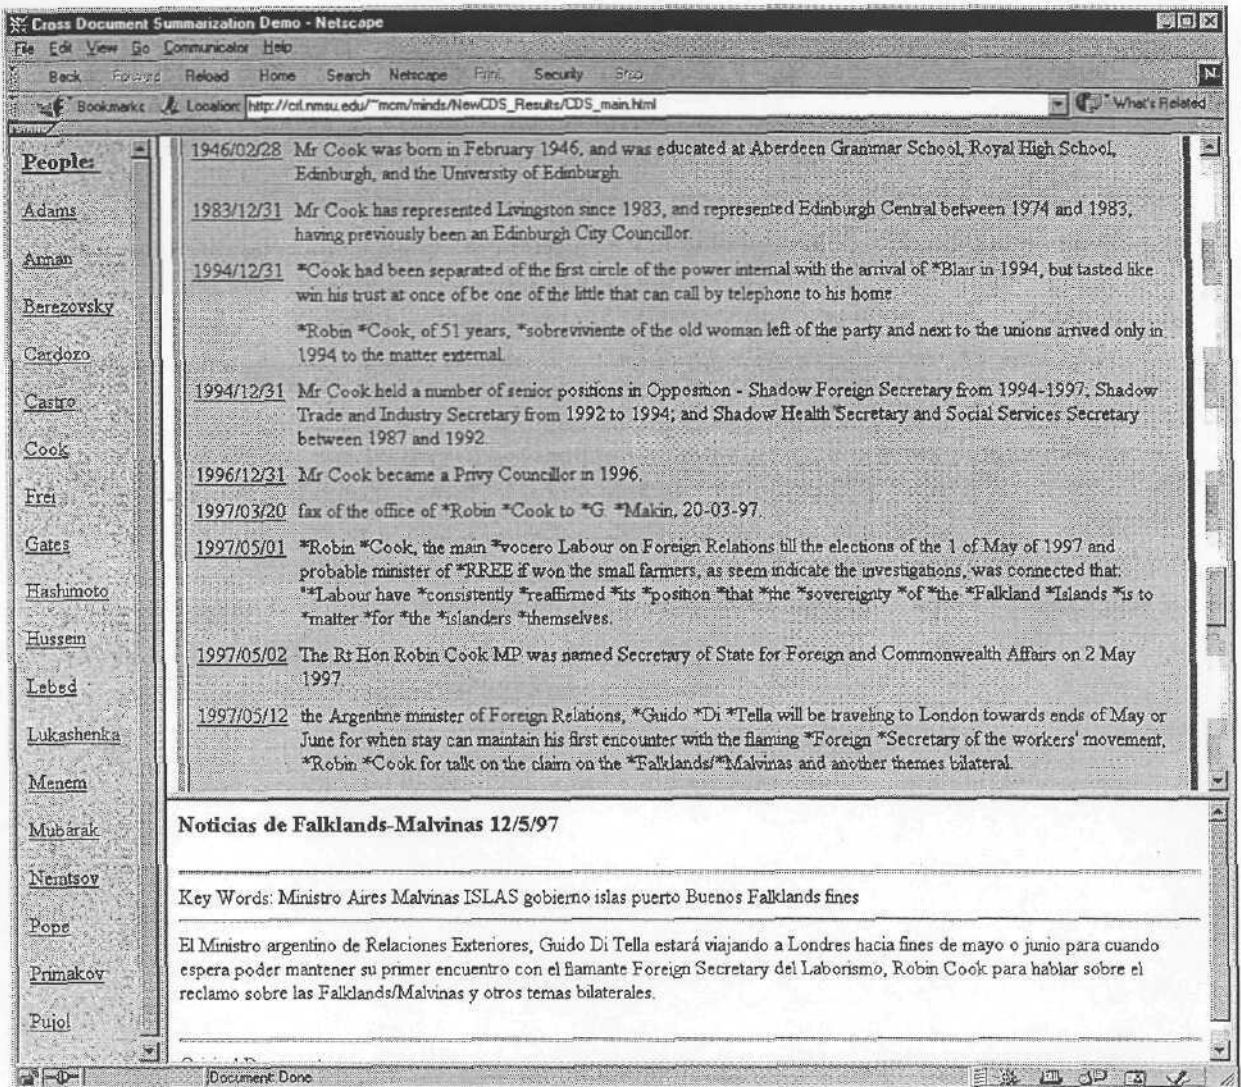 Cross Document Summarization Demo - Netscape
File Edit View Go Communicator Help
Back Forward Reload Home Search Netscape Print Security Stop
Bookmarks Location: http://crl.nmsu.edu/~mcm/minds/NewCDS_Results/CDS_main.html What's Related
People:
Adams
Annan
Berezovsky
Cardozo
Castro
Cook
Frei
Gates
Hashimoto
Hussein
Lebed
Lukashenka
Menem
Mubarak
Nemtsov
Pope
Primakov
Pujol
1946/02/28 Mr Cook was born in February 1946, and was educated at Aberdeen Grammar School, Royal High School,
Edinburgh, and the University of Edinburgh.
1983/12/31 Mr Cook has represented Livingston since 1983, and represented Edinburgh Central between 1974 and 1983,
having previously been an Edinburgh City Councillor.
1994/12/31 *Cook had been separated of the first circle of the power internal with the arrival of *Blair in 1994, but tasted like
win his trust at once of be one of the little that can call by telephone to his home.
*Robin *Cook, of 51 years, *sobreviviente of the old woman left of the party and next to the unions arrived only in
1994 to the matter external.
1994/12/31 Mr Cook held a number of senior positions in Opposition - Shadow Foreign Secretary from 1994-1997; Shadow
Trade and Industry Secretary from 1992 to 1994; and Shadow Health Secretary and Social Services Secretary
between 1987 and 1992.
1996/12/31 Mr Cook became a Privy Councillor in 1996.
1997/03/20 fax of the office of *Robin *Cook to *G. *Makin, 20-03-97.
1997/05/01 *Robin *Cook, the main *vocero Labour on Foreign Relations till the elections of the 1 of May of 1997 and
probable minister of *RREE if won the small farmers, as seem indicate the investigations, was connected that:
"*Labour have *consistently *reaffirmed *its *position *that *the *sovereignty *of *the *Falkland *Islands *is to
*matter *for *the *islanders *themselves.
1997/05/02 The Rt Hon Robin Cook MP was named Secretary of State for Foreign and Commonwealth Affairs on 2 May
1997.
1997/05/12 the Argentine minister of Foreign Relations, *Guido *Di *Tella will be traveling to London towards ends of May or
June for when stay can maintain his first encounter with the flaming *Foreign *Secretary of the workers' movement,
*Robin *Cook for talk on the claim on the *Falklands/*Malvinas and another themes bilateral.
Noticias de Falklands-Malvinas 12/5/97
Key Words: Ministro Aires Malvinas ISLAS gobierno islas puerto Buenos Falklands fines
El Ministro argentino de Relaciones Exteriores, Guido Di Tella estará viajando a Londres hacia fines de mayo o junio para cuando
espera poder mantener su primer encuentro con el flamante Foreign Secretary del Laborismo, Robin Cook para hablar sobre el
reclamo sobre las Falklands/Malvinas y otros temas bilaterales.
Document: Done